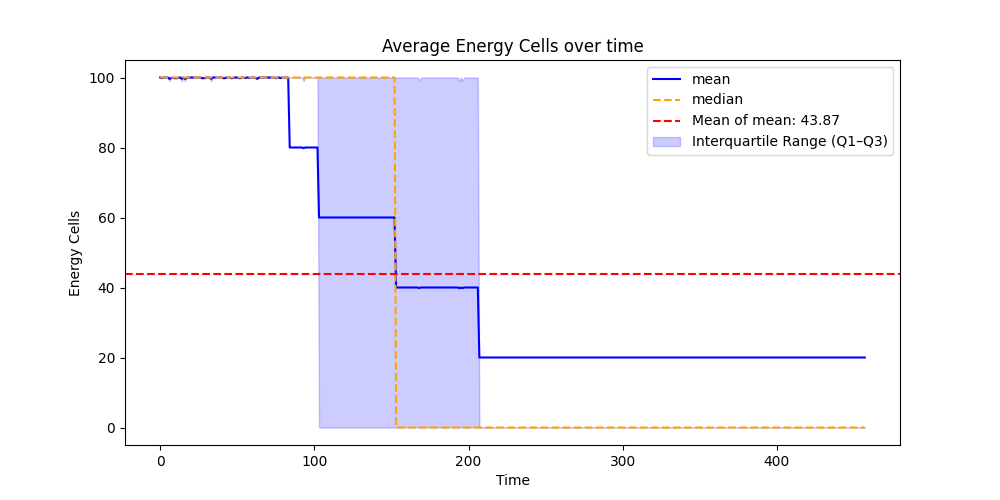 Average Energy Cells over time
mean
median
Mean of mean: 43.87
Interquartile Range (Q1–Q3)
Energy Cells
100
80
60
40
20
0
0 100 200 300 400
Time